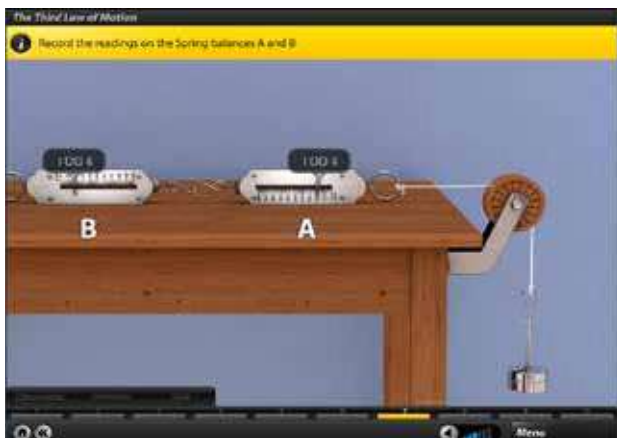 The Third Law of Motion
i Record the readings on the Spring balances A and B
B
A
Menu